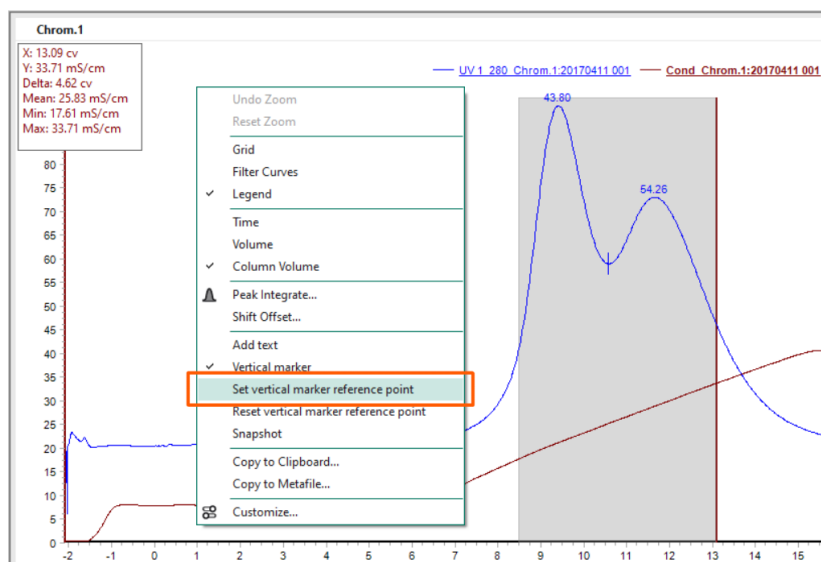 Chrom.1
X: 13.09 cv
Y: 33.71 mS/cm
Delta: 4.62 cv
Mean: 25.83 mS/cm
Min: 17.61 mS/cm
Max: 33.71 mS/cm
UV 1_280_Chrom.1:20170411 001
Cond_Chrom.1:20170411 001
Undo Zoom
Reset Zoom
Grid
Filter Curves
Legend
Time
Volume
Column Volume
Peak Integrate...
Shift Offset...
Add text
Vertical marker
Set vertical marker reference point
Reset vertical marker reference point
Snapshot
Copy to Clipboard...
Copy to Metafile...
Customize...
43.80
54.26
80
75
70
65
60
55
50
45
40
35
30
25
20
15
10
5
0
-2 -1 0 1 2 3 4 5 6 7 8 9 10 11 12 13 14 15